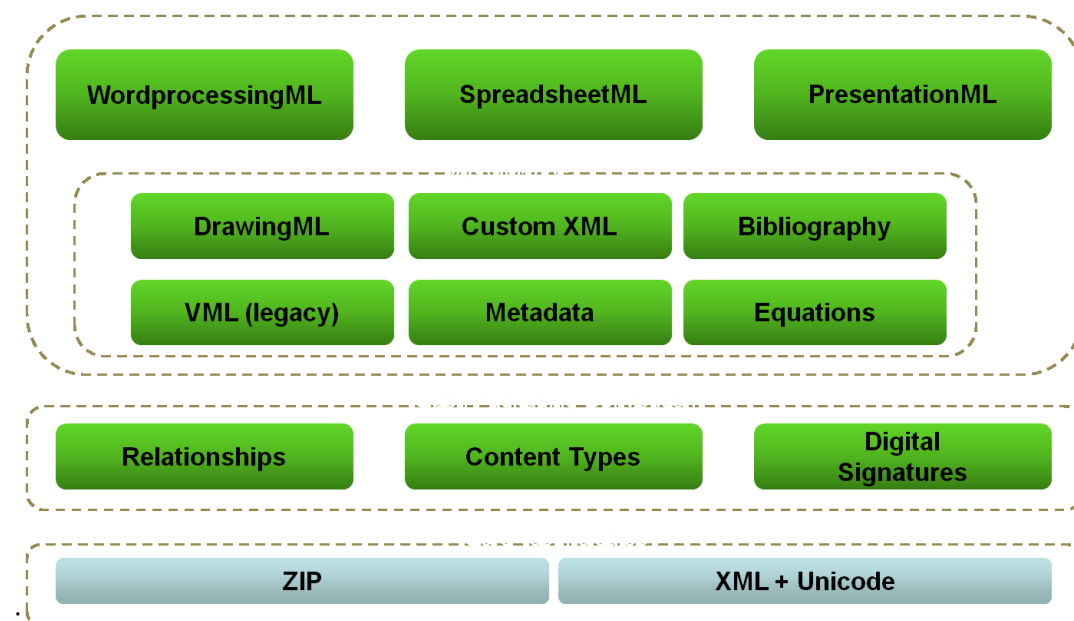 WordprocessingML
SpreadsheetML
PresentationML
DrawingML
Custom XML
Bibliography
VML (legacy)
Metadata
Equations
Relationships
Content Types
Digital
Signatures
ZIP
XML + Unicode
.